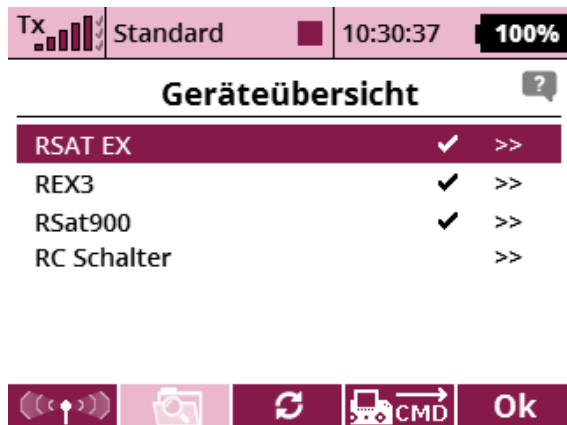 Tx Standard 10:30:37 100%
Geräteübersicht ?
RSAT EX >>
REX3 >>
RSat900 >>
RC Schalter >>
CMD Ok